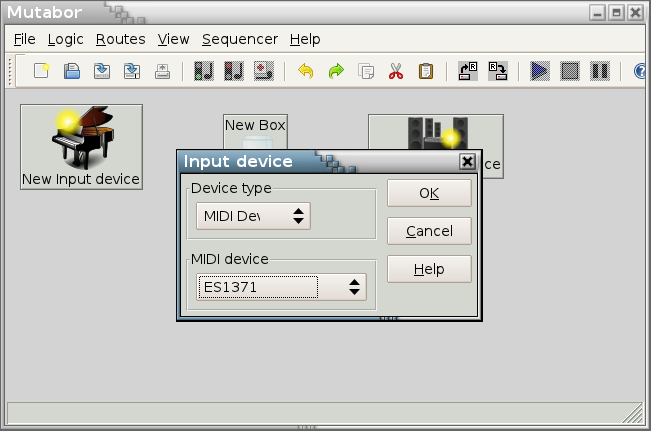 Mutabor
File Logic Routes View Sequencer Help
R R ?
New Input device
New Box
ce
Input device
Device type
MIDI Dev
MIDI device
ES1371
OK
Cancel
Help